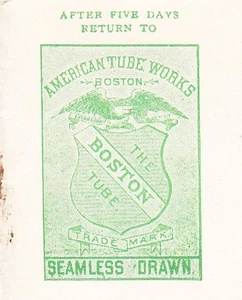 AFTER FIVE DAYS
RETURN TO
AMERICAN TUBE WORKS
BOSTON.
THE
BOSTON
TUBE.
TRADE MARK.
SEAMLESS DRAWN.